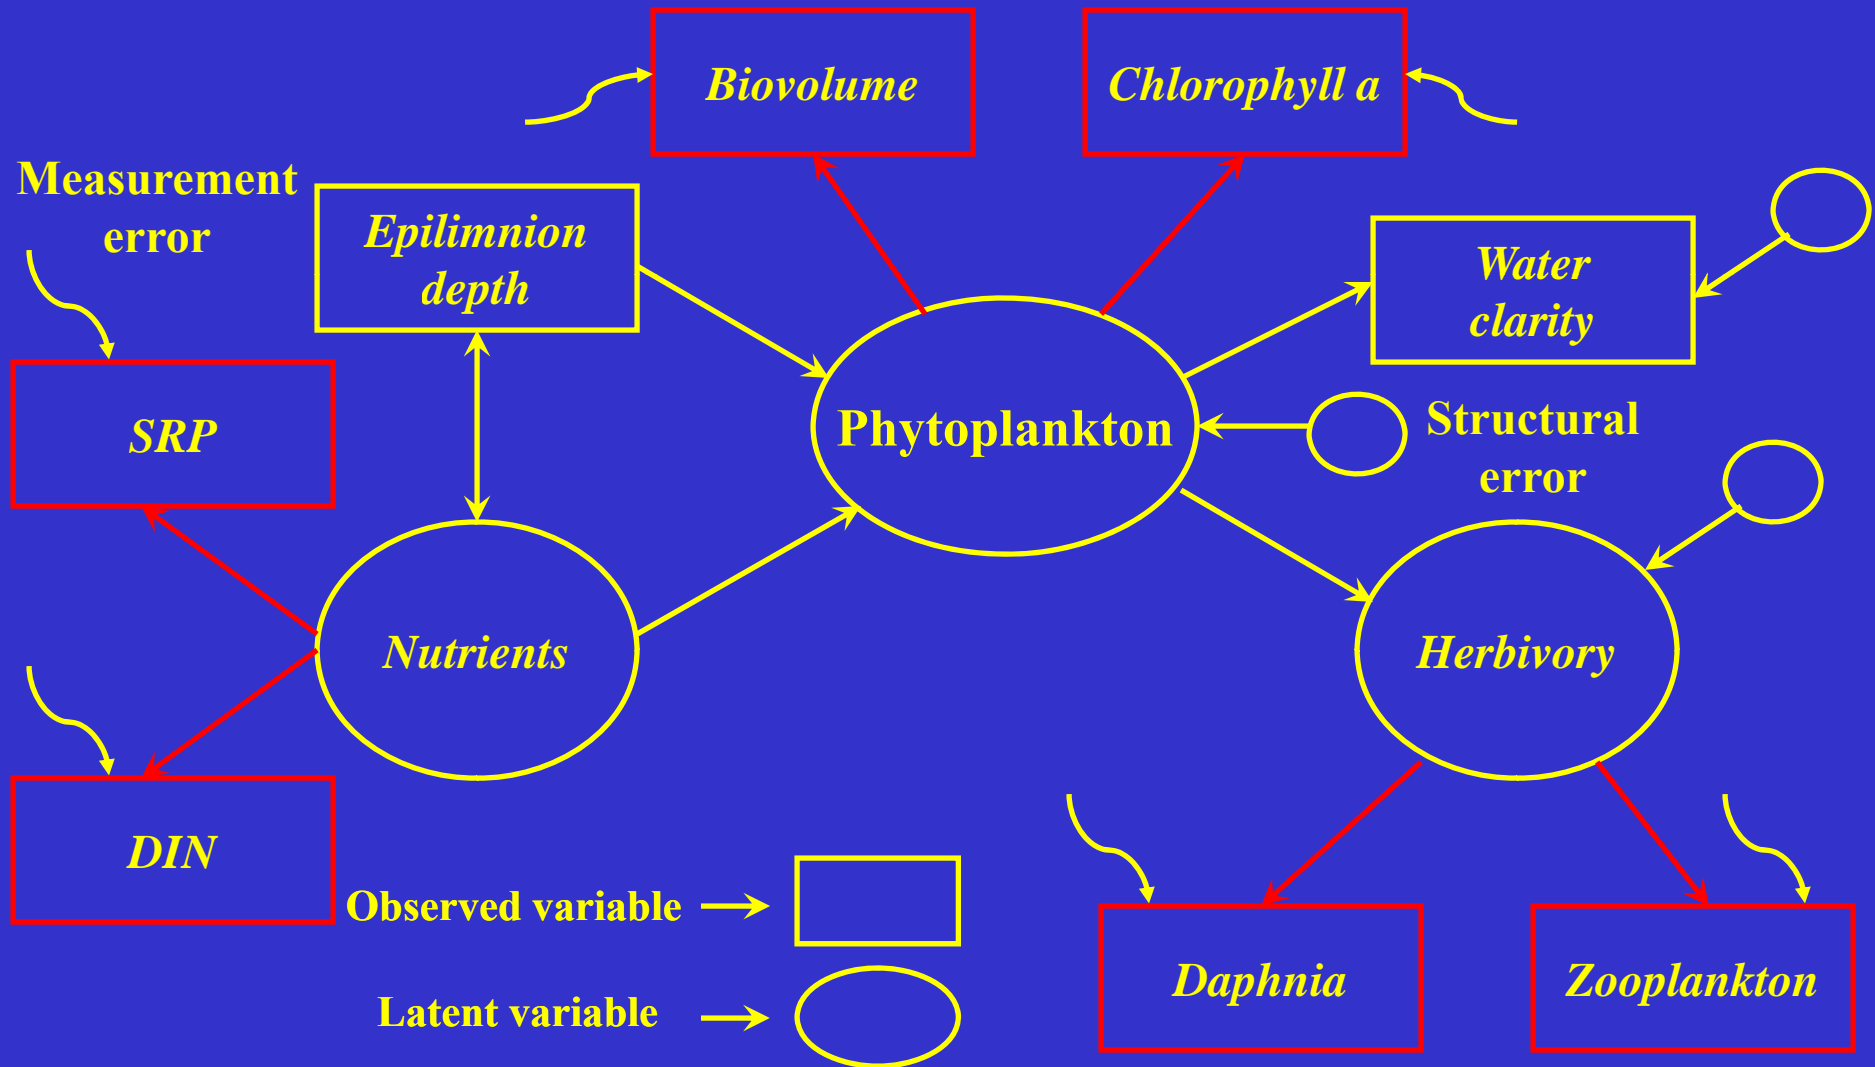 Biovolume
Chlorophyll a
Measurement
error
Epilimnion
depth
Water
clarity
SRP
Phytoplankton
Structural
error
Nutrients
Herbivory
DIN
Observed variable
Daphnia
Zooplankton
Latent variable